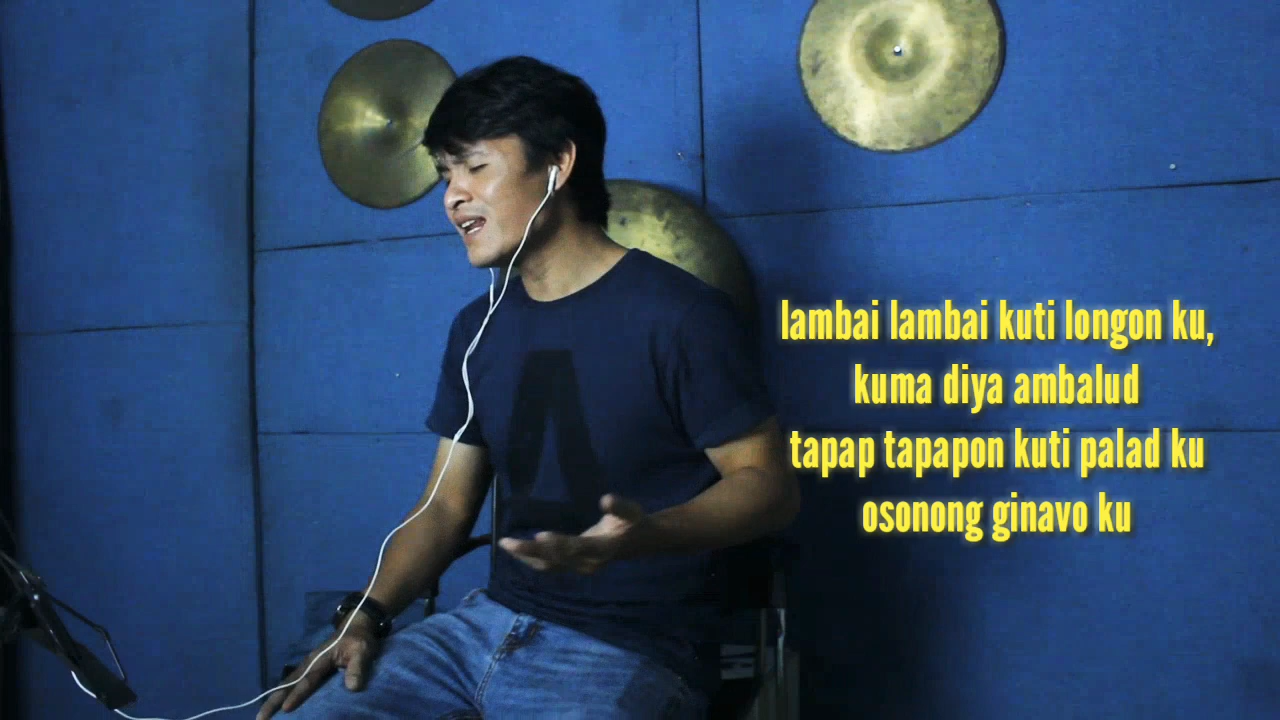 lambai lambai kuti longon ku,
kuma diya ambalud
tapap tapapon kuti palad ku
osonong ginavo ku
A